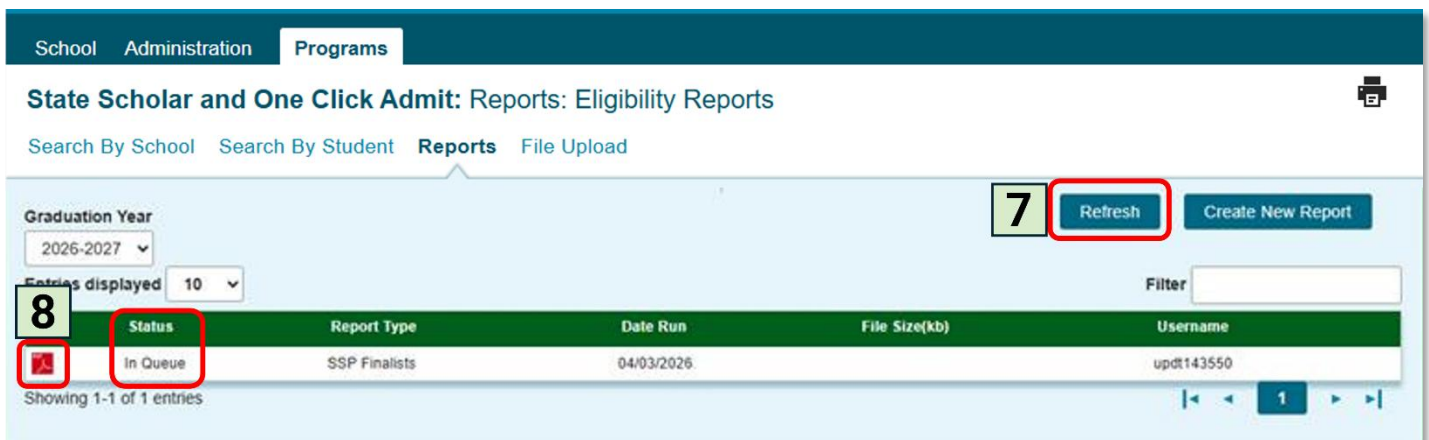 School Administration Programs
State Scholar and One Click Admit: Reports: Eligibility Reports
Search By School Search By Student Reports File Upload
7 Refresh Create New Report
Graduation Year
2026-2027
Entries displayed 10 Filter
8 Status Report Type Date Run File Size(kb) Username
In Queue SSP Finalists 04/03/2026 updt143550
Showing 1-1 of 1 entries 1